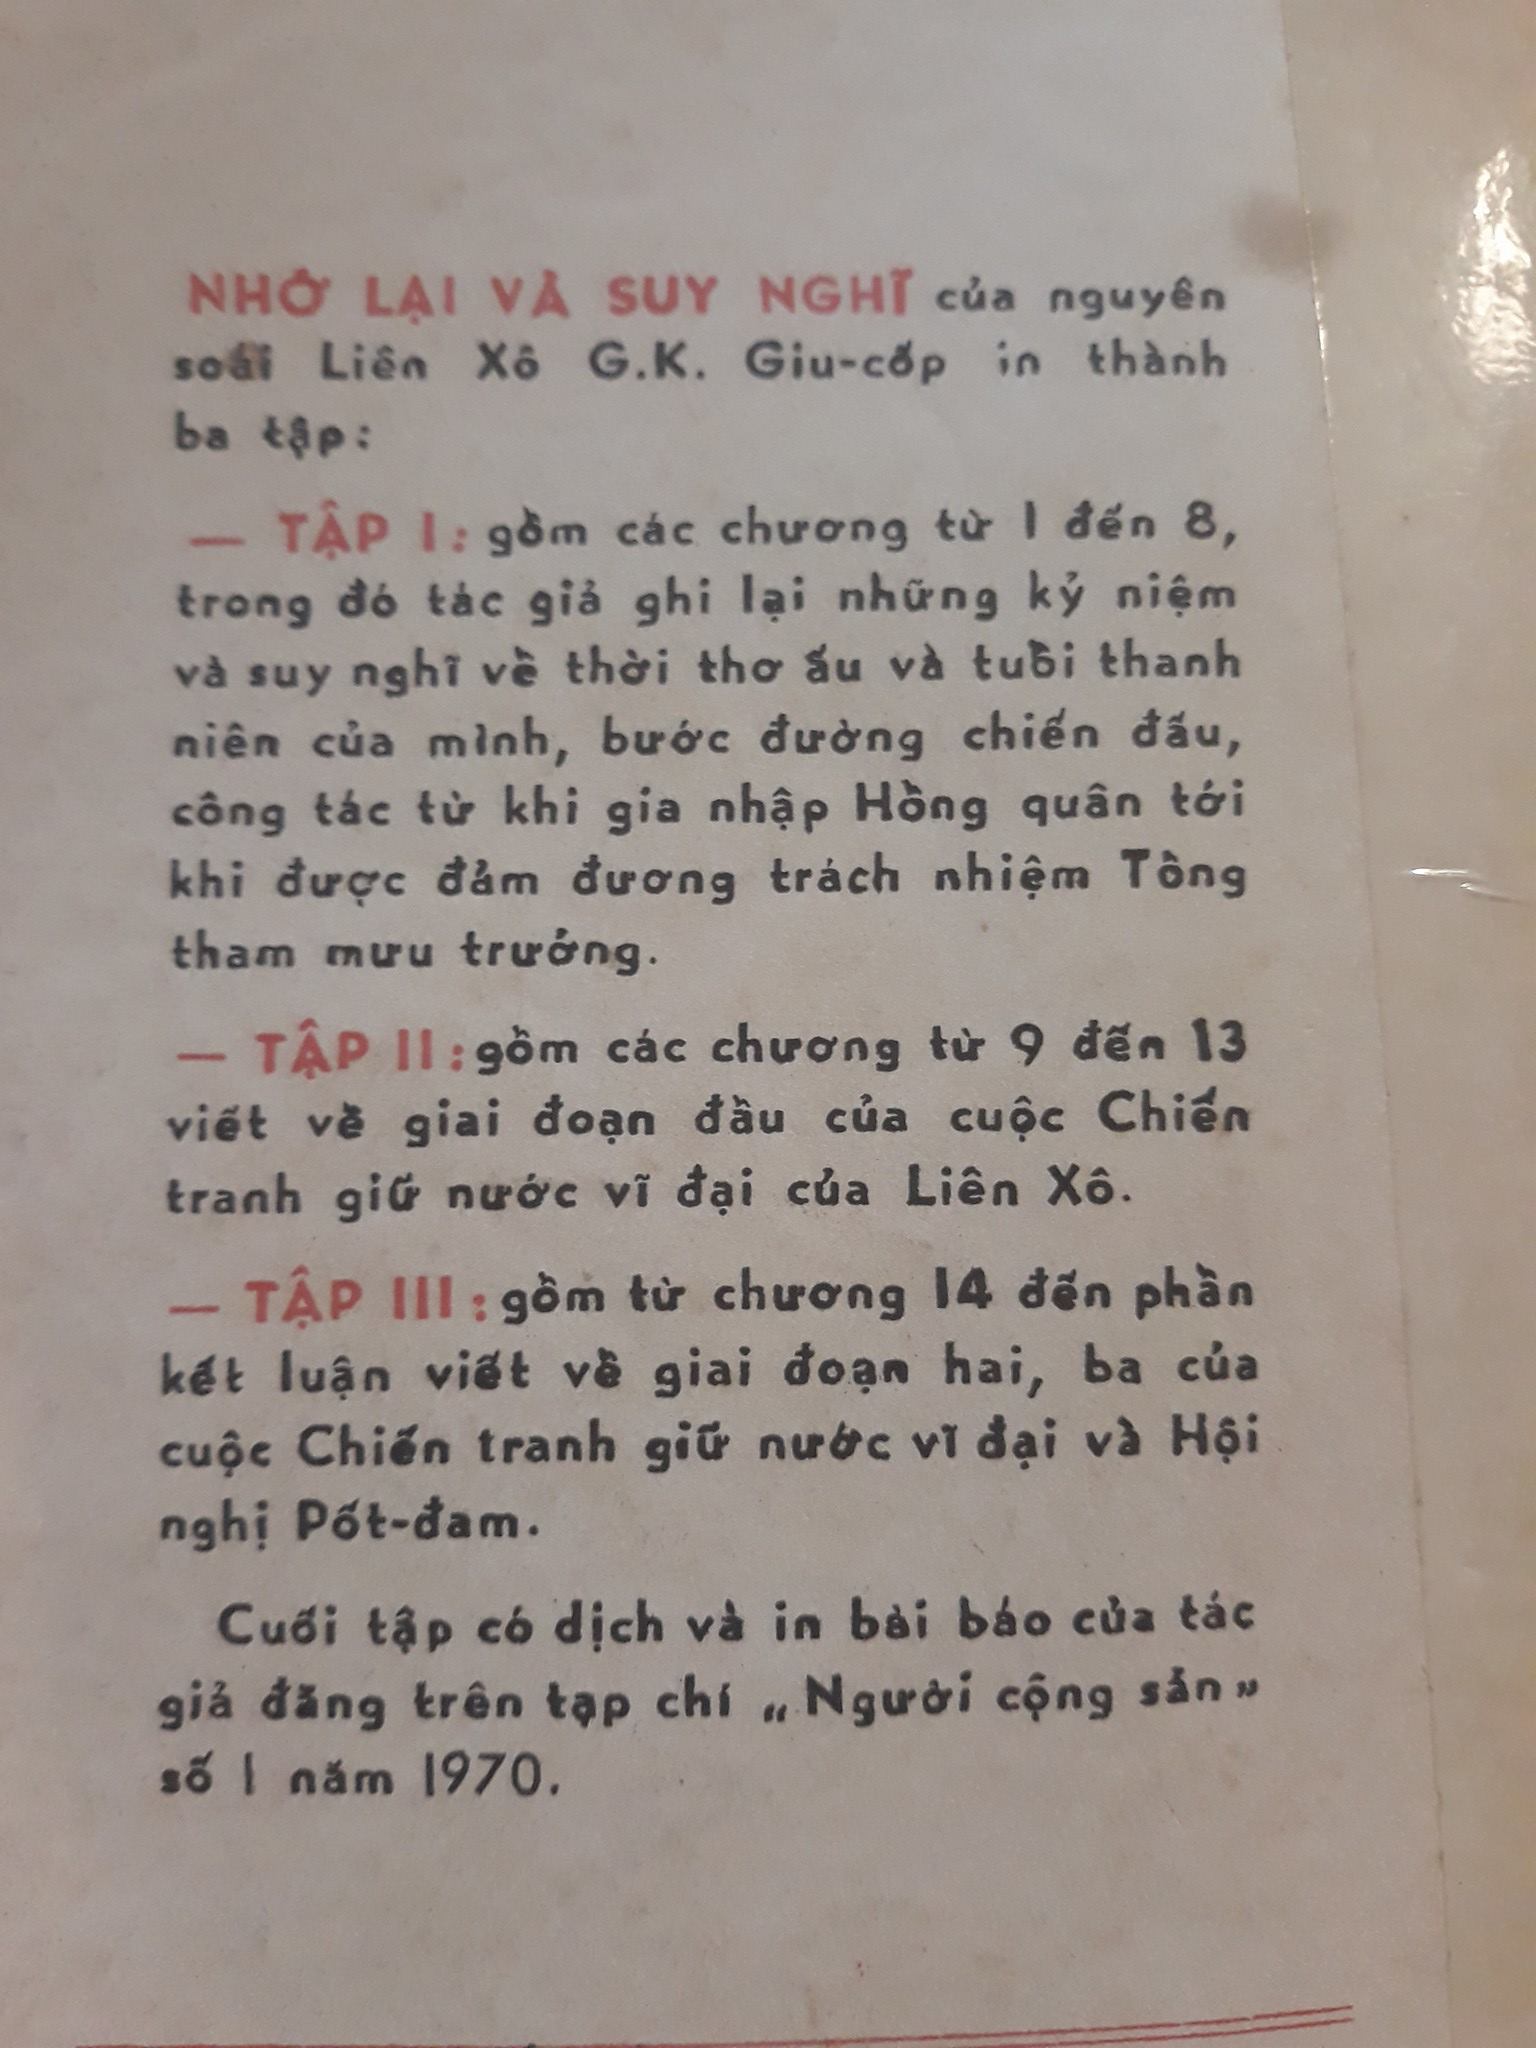 NHỚ LẠI VÀ SUY NGHĨ của nguyên
soái Liên Xô G.K. Giu-cốp in thành
ba tập:
— TẬP I: gồm các chương từ 1 đến 8,
trong đó tác giả ghi lại những kỷ niệm
và suy nghĩ về thời thơ ấu và tuổi thanh
niên của mình, bước đường chiến đấu,
công tác từ khi gia nhập Hồng quân tới
khi được đảm đương trách nhiệm Tổng
tham mưu trưởng.
— TẬP II: gồm các chương từ 9 đến 13
viết về giai đoạn đầu của cuộc Chiến
tranh giữ nước vĩ đại của Liên Xô.
— TẬP III: gồm từ chương 14 đến phần
kết luận viết về giai đoạn hai, ba của
cuộc Chiến tranh giữ nước vĩ đại và Hội
nghị Pốt-đam.
Cuối tập có dịch và in bài báo của tác
giả đăng trên tạp chí „Người cộng sản”
số 1 năm 1970.